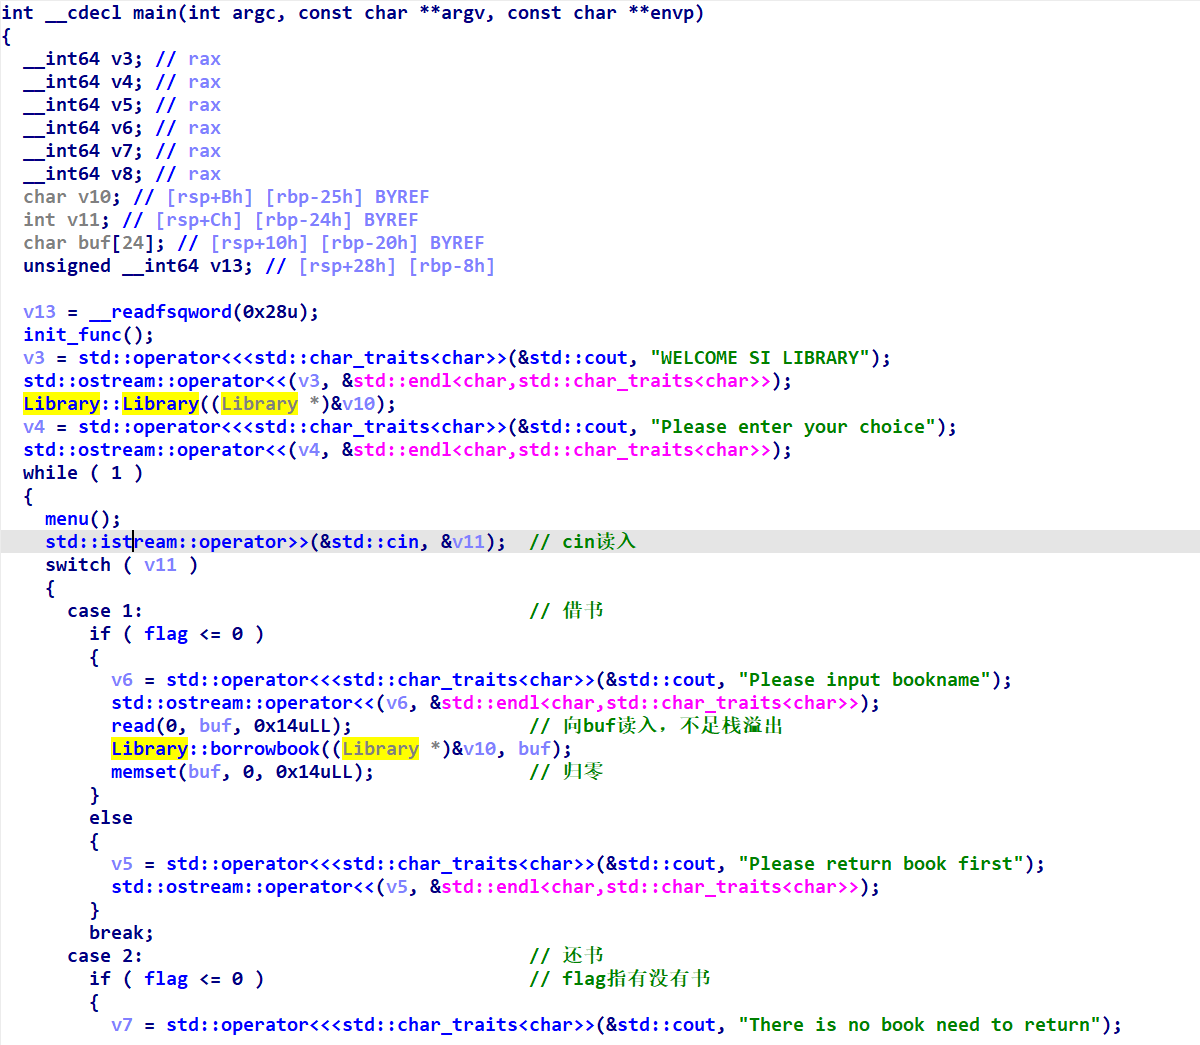 int __cdecl main(int argc, const char **argv, const char **envp)
{
  __int64 v3; // rax
  __int64 v4; // rax
  __int64 v5; // rax
  __int64 v6; // rax
  __int64 v7; // rax
  __int64 v8; // rax
  char v10; // [rsp+Bh] [rbp-25h] BYREF
  int v11; // [rsp+Ch] [rbp-24h] BYREF
  char buf[24]; // [rsp+10h] [rbp-20h] BYREF
  unsigned __int64 v13; // [rsp+28h] [rbp-8h]

  v13 = __readfsqword(0x28u);
  init_func();
  v3 = std::operator<<<std::char_traits<char>>(&std::cout, "WELCOME SI LIBRARY");
  std::ostream::operator<<(v3, &std::endl<char,std::char_traits<char>>);
  Library::Library((Library *)&v10);
  v4 = std::operator<<<std::char_traits<char>>(&std::cout, "Please enter your choice");
  std::ostream::operator<<(v4, &std::endl<char,std::char_traits<char>>);
  while ( 1 )
  {
    menu();
    std::istream::operator>>(&std::cin, &v11);  // cin读入
    switch ( v11 )
    {
      case 1:                                   // 借书
        if ( flag <= 0 )
        {
          v6 = std::operator<<<std::char_traits<char>>(&std::cout, "Please input bookname");
          std::ostream::operator<<(v6, &std::endl<char,std::char_traits<char>>);
          read(0, buf, 0x14uLL);                // 向buf读入，不足栈溢出
          Library::borrowbook((Library *)&v10, buf);
          memset(buf, 0, 0x14uLL);              // 归零
        }
        else
        {
          v5 = std::operator<<<std::char_traits<char>>(&std::cout, "Please return book first");
          std::ostream::operator<<(v5, &std::endl<char,std::char_traits<char>>);
        }
        break;
      case 2:                                   // 还书
        if ( flag <= 0 )                        // flag指有没有书
        {
          v7 = std::operator<<<std::char_traits<char>>(&std::cout, "There is no book need to return");